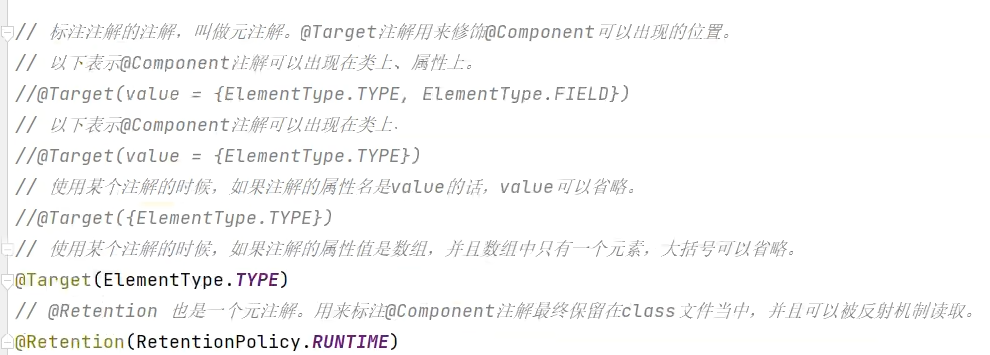 // 标注注解的注解，叫做元注解。@Target注解用来修饰@Component可以出现的位置。
// 以下表示@Component注解可以出现在类上、属性上。
//@Target(value = {ElementType.TYPE, ElementType.FIELD})
// 以下表示@Component注解可以出现在类上.
//@Target(value = {ElementType.TYPE})
// 使用某个注解的时候，如果注解的属性名是value的话，value可以省略。
//@Target({ElementType.TYPE})
// 使用某个注解的时候，如果注解的属性值是数组，并且数组中只有一个元素，大括号可以省略。
@Target(ElementType.TYPE)
// @Retention 也是一个元注解。用来标注@Component注解最终保留在class文件当中，并且可以被反射机制读取。
@Retention(RetentionPolicy.RUNTIME)